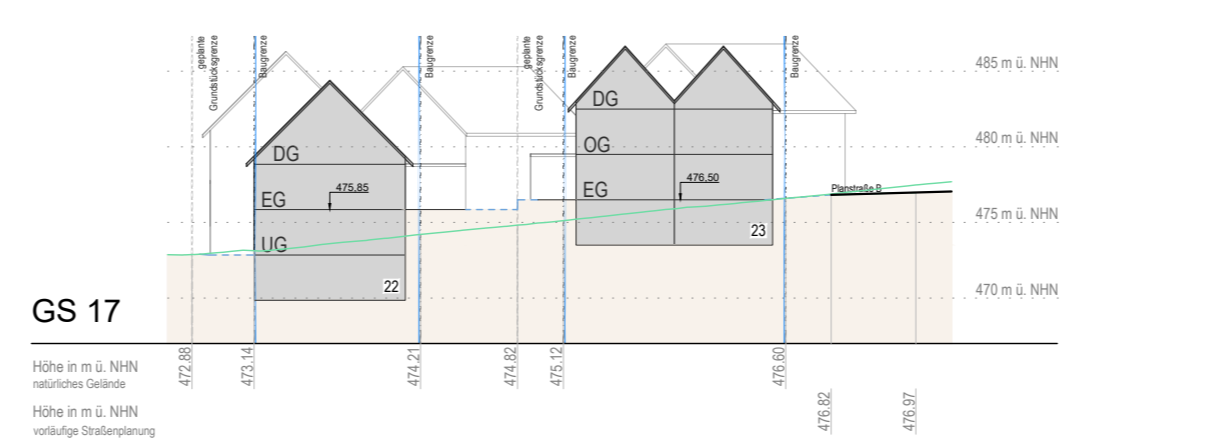 geplante
Grundstücksgrenze
Baugrenze
Baugrenze
geplante
Grundstücksgrenze
Baugrenze
Baugrenze
485 m ü. NHN
DG
480 m ü. NHN
OG
DG
EG
475,85
476,50
Planstraße B
EG
475 m ü. NHN
UG
23
22
470 m ü. NHN
GS 17
Höhe in m ü. NHN
natürliches Gelände
472.88
473.14
474.21
474.82
475.12
476.60
Höhe in m ü. NHN
vorläufige Straßenplanung
476.82
476.97